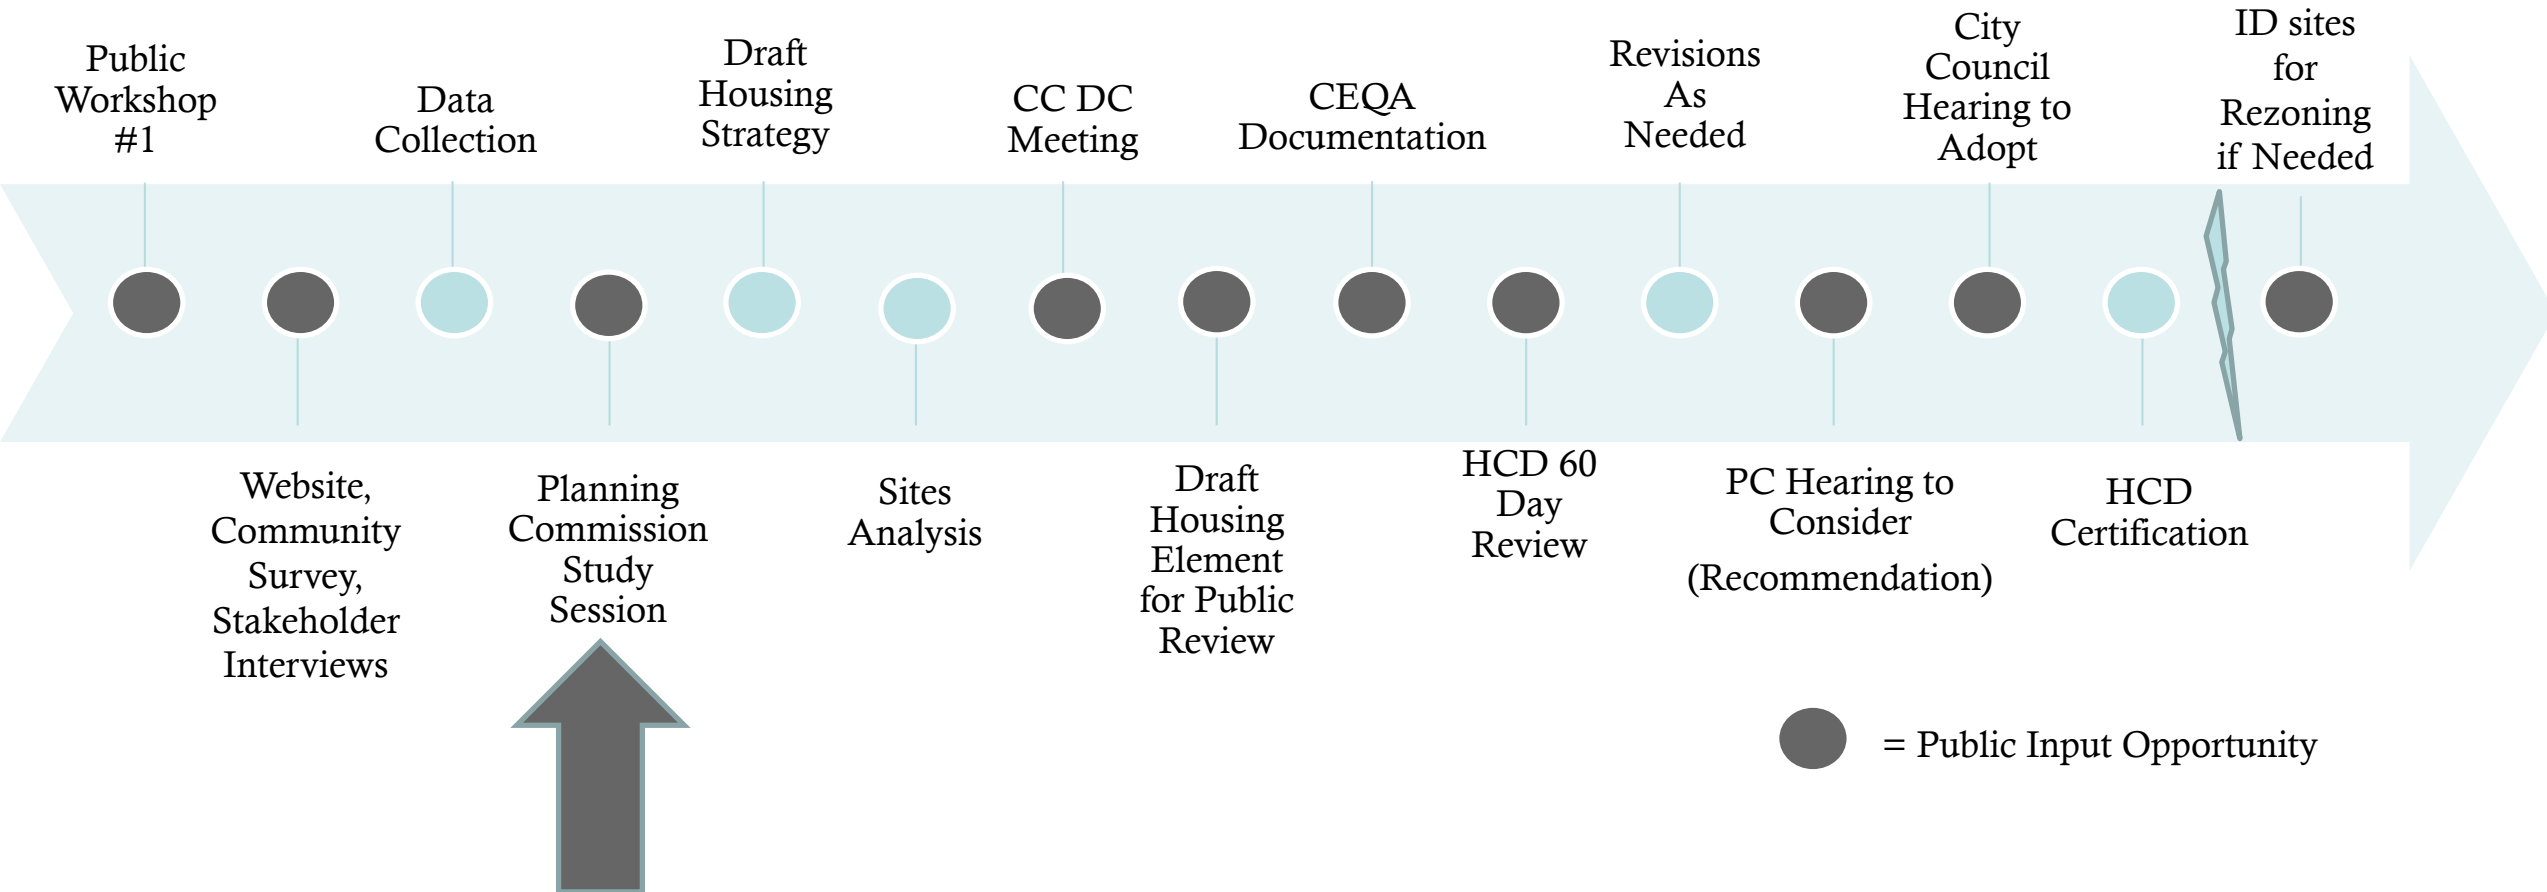 Public
Workshop
#1
Website,
Community
Survey,
Stakeholder
Interviews
Data
Collection
Planning
Commission
Study
Session
Draft
Housing
Strategy
Sites
Analysis
CC DC
Meeting
Draft
Housing
Element
for Public
Review
CEQA
Documentation
HCD 60
Day
Review
Revisions
As
Needed
PC Hearing to
Consider
(Recommendation)
City
Council
Hearing to
Adopt
HCD
Certification
ID sites
for
Rezoning
if Needed
= Public Input Opportunity